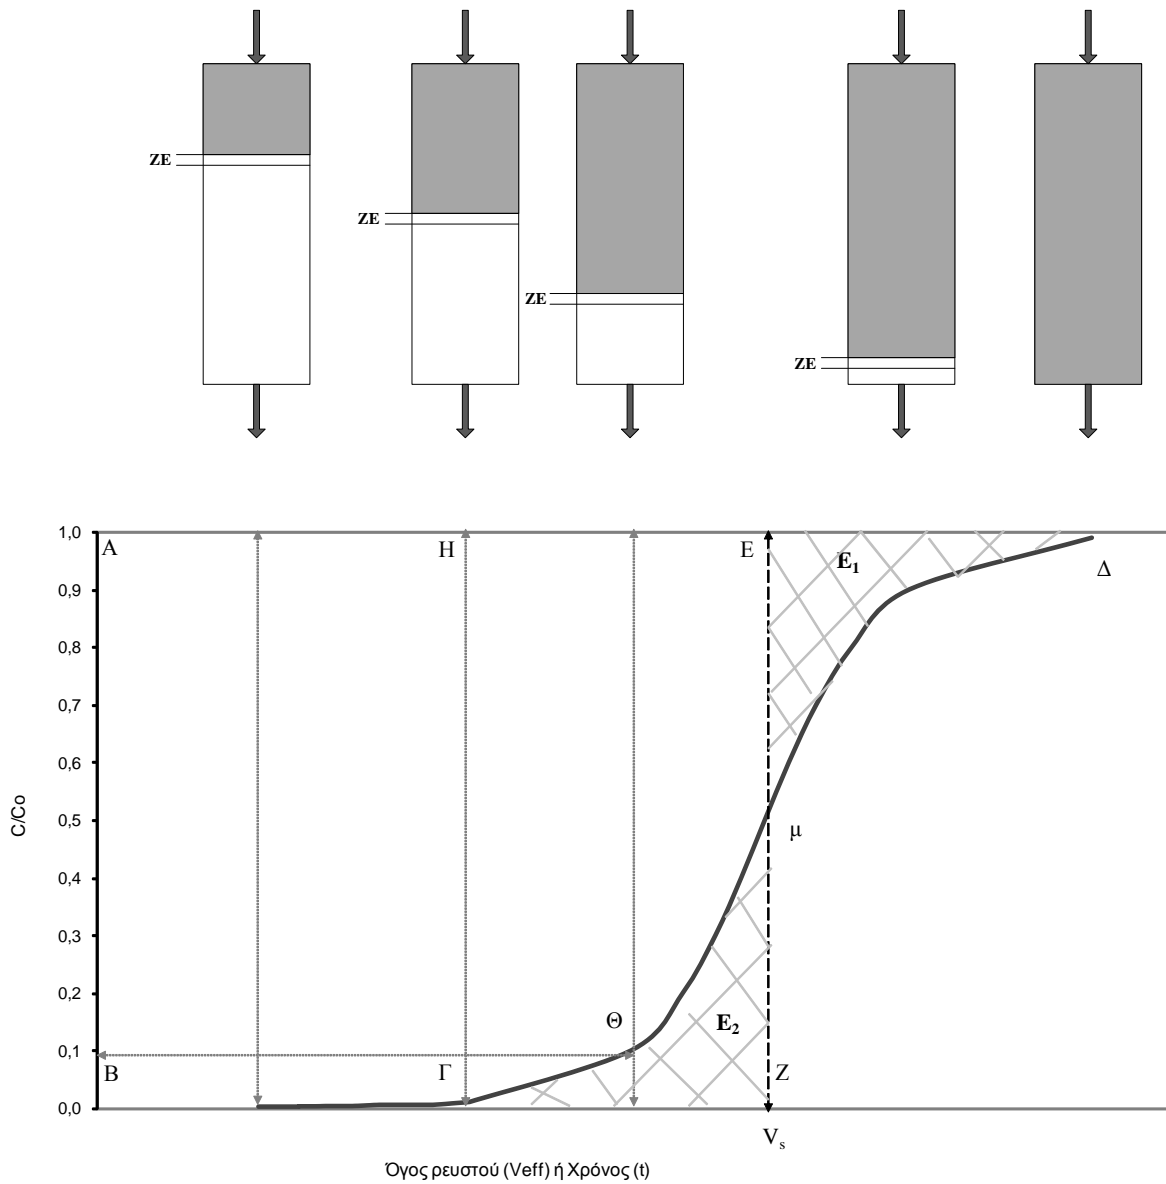 ZE
ZE
ZE
ZE
1,0
A
H
E
E1
Δ
0,9
0,8
0,7
0,6
0,5
μ
0,4
0,3
0,2
Θ
E2
0,1
B
Γ
Z
0,0
C/Co
Vs
Όγος ρευστού (Veff) ή Χρόνος (t)